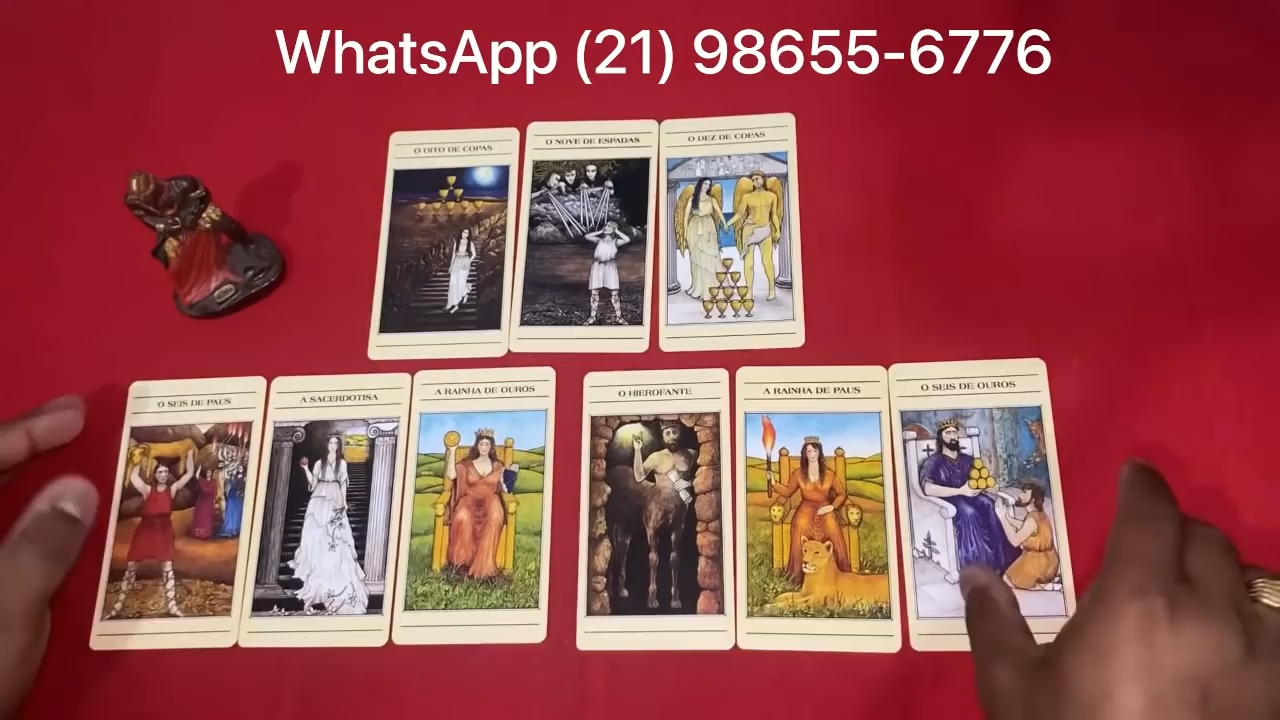 WhatsApp (21) 98655-6776
O OITO DE COPAS
O NOVE DE ESPADAS
O DEZ DE COPAS
O SEIS DE PAUS
A SACERDOTISA
A RAINHA DE OUROS
O HIEROFANTE
A RAINHA DE PAUS
O SEIS DE OUROS